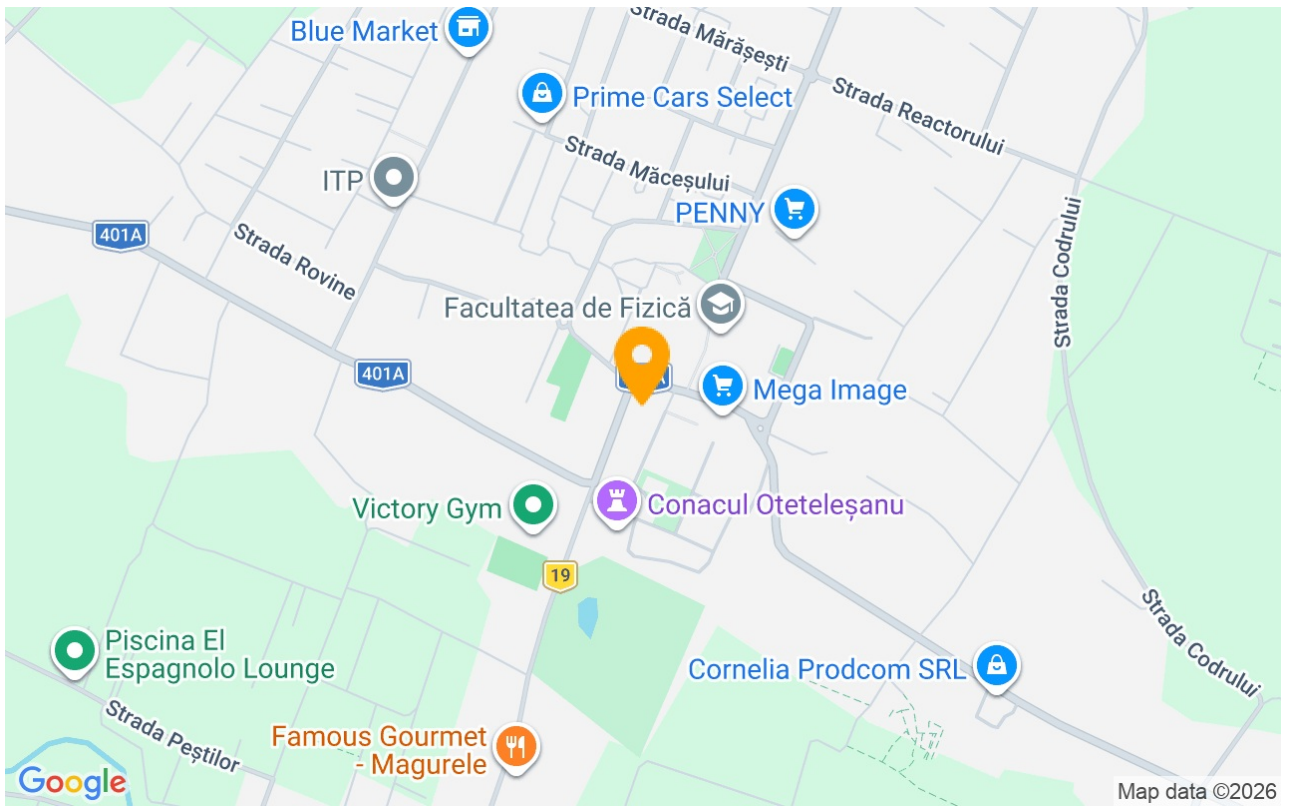 Blue Market
Strada Mărășești
Prime Cars Select
Strada Reactorului
Strada Măceșului
ITP
PENNY
Strada Codrului
401A
Strada Rovine
Facultatea de Fizică
401A
Mega Image
Victory Gym
Conacul Oteteleșanu
19
Strada Codrului
Piscina El
Espagnolo Lounge
Cornelia Prodcom SRL
Strada Peștilor
Famous Gourmet
- Magurele
Google
Map data ©2026